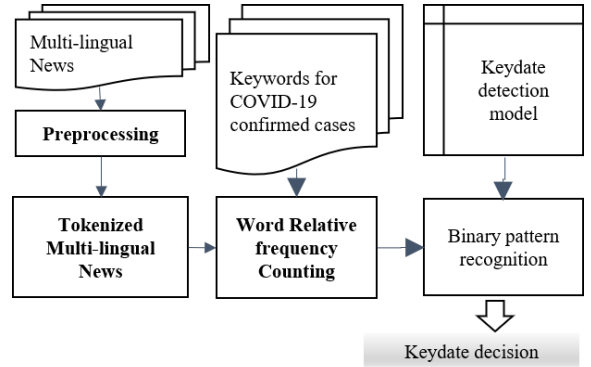 Multi-lingual
News
Keywords for
COVID-19
confirmed cases
Keydate
detection
model
Preprocessing
Tokenized
Multi-lingual
News
Word Relative
frequency
Counting
Binary pattern
recognition
Keydate decision